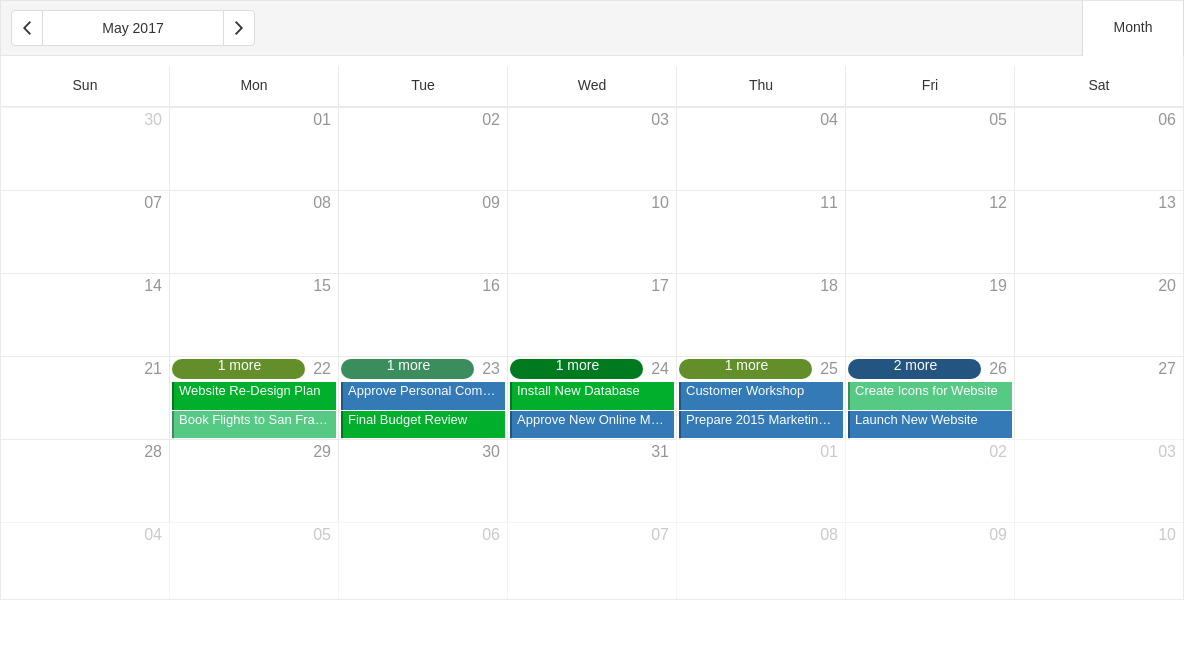 May 2017
Month
Sun Mon Tue Wed Thu Fri Sat
30 01 02 03 04 05 06
07 08 09 10 11 12 13
14 15 16 17 18 19 20
21 1 more 22 1 more 23 1 more 24 1 more 25 2 more 26 27
Website Re-Design Plan Approve Personal Com… Install New Database Customer Workshop Create Icons for Website
Book Flights to San Fra… Final Budget Review Approve New Online M… Prepare 2015 Marketin… Launch New Website
28 29 30 31 01 02 03
04 05 06 07 08 09 10